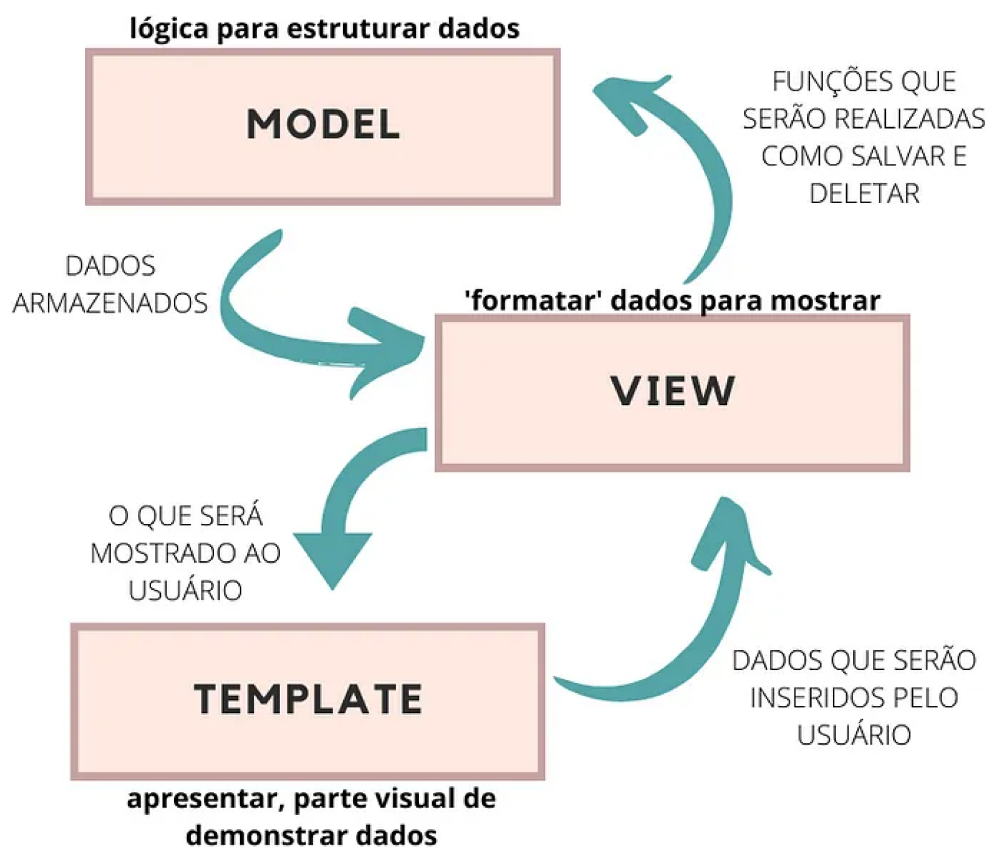 lógica para estruturar dados
MODEL
FUNÇÕES QUE
SERÃO REALIZADAS
COMO SALVAR E
DELETAR
DADOS
ARMAZENADOS
'formatar' dados para mostrar
VIEW
O QUE SERÁ
MOSTRADO AO
USUÁRIO
TEMPLATE
DADOS QUE SERÃO
INSERIDOS PELO
USUÁRIO
apresentar, parte visual de
demonstrar dados